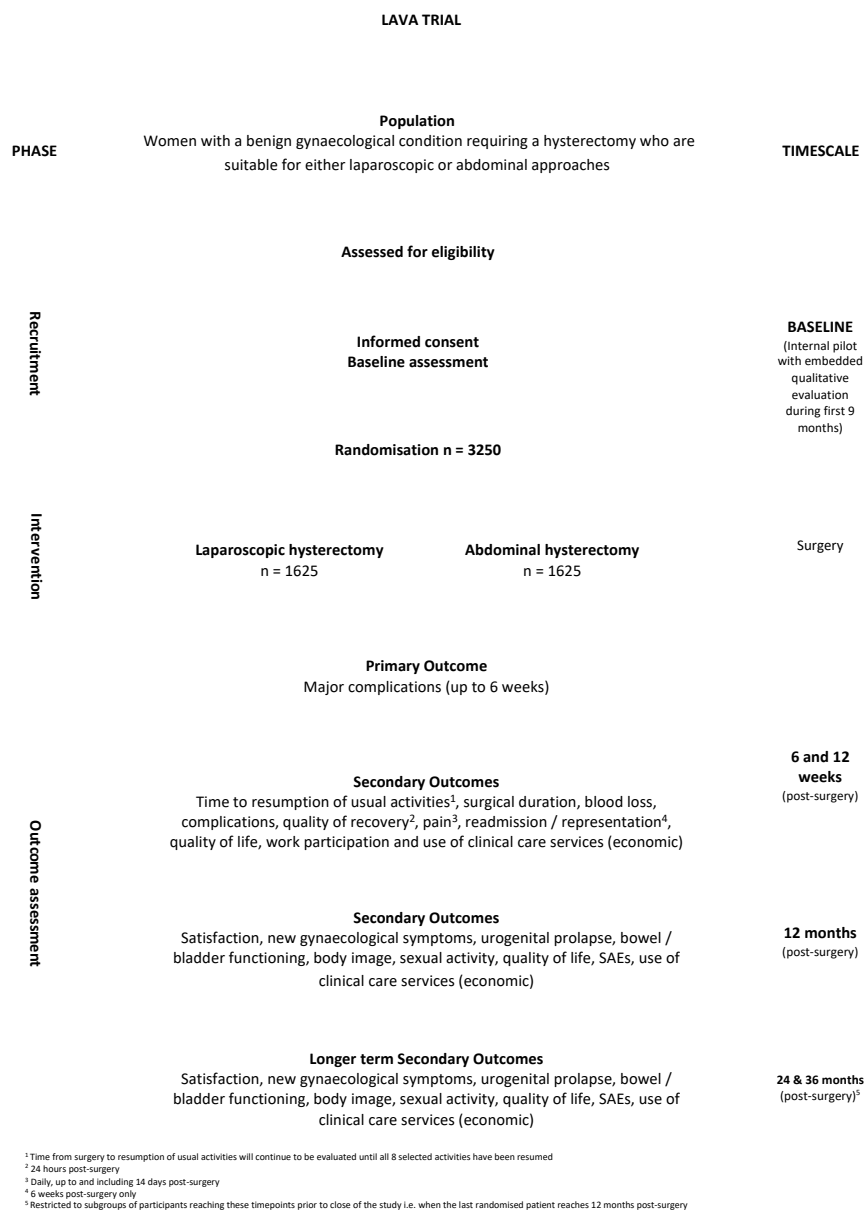 LAVA TRIAL
Population
Women with a benign gynaecological condition requiring a hysterectomy who are
suitable for either laparoscopic or abdominal approaches
PHASE
TIMESCALE
Assessed for eligibility
Recruitment
Informed consent
Baseline assessment
BASELINE
(Internal pilot
with embedded
qualitative
evaluation
during first 9
months)
Randomisation n = 3250
Intervention
Laparoscopic hysterectomy
n = 1625
Abdominal hysterectomy
n = 1625
Surgery
Primary Outcome
Major complications (up to 6 weeks)
6 and 12
weeks
(post-surgery)
Outcome assessment
Secondary Outcomes
Time to resumption of usual activities¹, surgical duration, blood loss,
complications, quality of recovery², pain³, readmission / representation⁴,
quality of life, work participation and use of clinical care services (economic)
Secondary Outcomes
Satisfaction, new gynaecological symptoms, urogenital prolapse, bowel /
bladder functioning, body image, sexual activity, quality of life, SAEs, use of
clinical care services (economic)
12 months
(post-surgery)
Longer term Secondary Outcomes
Satisfaction, new gynaecological symptoms, urogenital prolapse, bowel /
bladder functioning, body image, sexual activity, quality of life, SAEs, use of
clinical care services (economic)
24 & 36 months
(post-surgery)⁵
¹ Time from surgery to resumption of usual activities will continue to be evaluated until all 8 selected activities have been resumed
² 24 hours post-surgery
³ Daily, up to and including 14 days post-surgery
⁴ 6 weeks post-surgery only
⁵ Restricted to subgroups of participants reaching these timepoints prior to close of the study i.e. when the last randomised patient reaches 12 months post-surgery